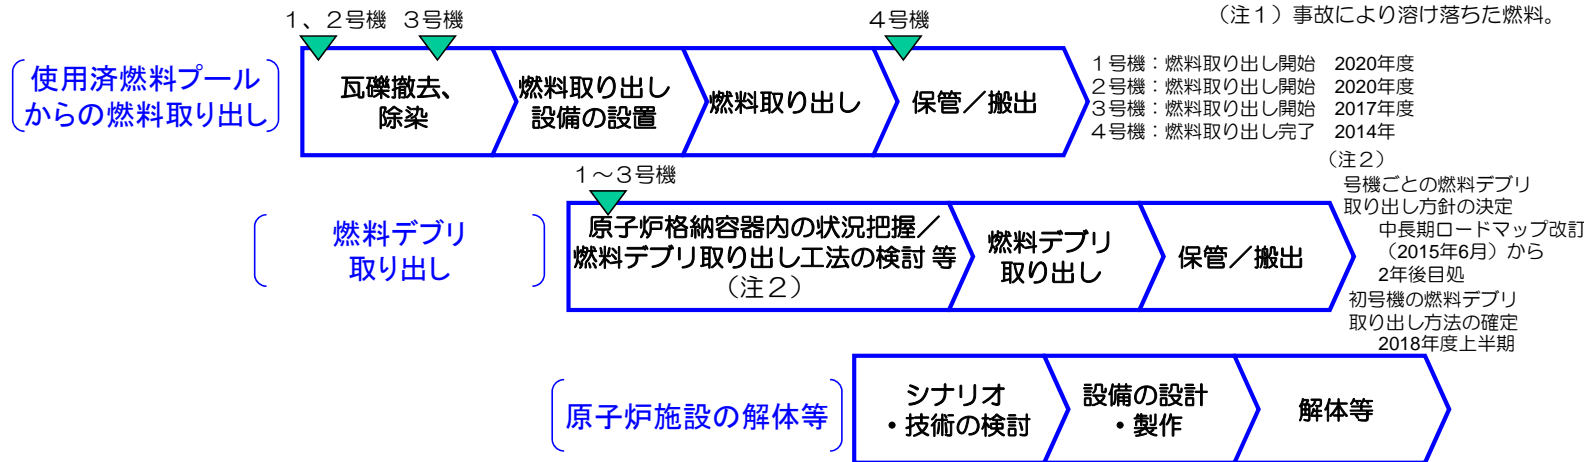 （注１）事故により溶け落ちた燃料。
１、２号機 ３号機
４号機
使用済燃料プール
からの燃料取り出し
瓦礫撤去、
除染
燃料取り出し
設備の設置
燃料取り出し
保管／搬出
１号機：燃料取り出し開始 2020年度
２号機：燃料取り出し開始 2020年度
３号機：燃料取り出し開始 2017年度
４号機：燃料取り出し完了 2014年
１～３号機
燃料デブリ
取り出し
原子炉格納容器内の状況把握／
燃料デブリ取り出し工法の検討 等
（注２）
燃料デブリ
取り出し
保管／搬出
（注２）
号機ごとの燃料デブリ
取り出し方針の決定
中長期ロードマップ改訂
（2015年6月）から
2年後目処
初号機の燃料デブリ
取り出し方法の確定
2018年度上半期
原子炉施設の解体等
シナリオ
・技術の検討
設備の設計
・製作
解体等